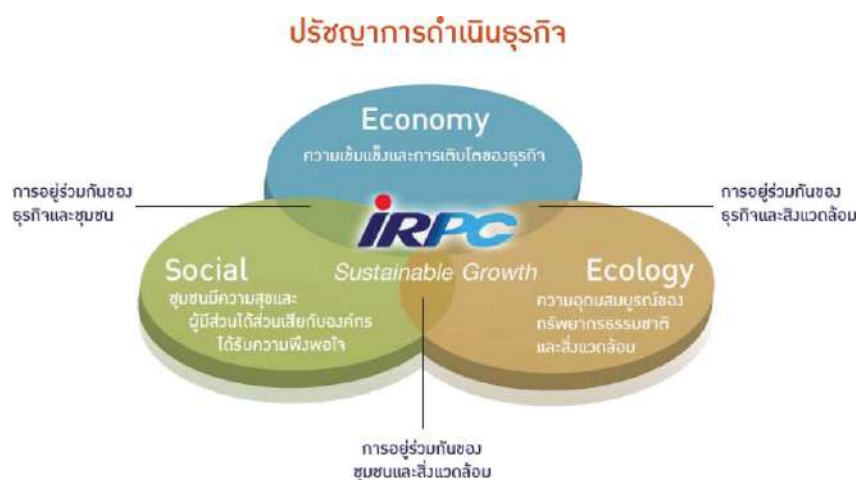 ปรัชญาการดำเนินธุรกิจ
Economy
ความเข้มแข็งและการเติบโตของธุรกิจ
การอยู่ร่วมกันของ
ธุรกิจและชุมชน
การอยู่ร่วมกันของ
ธุรกิจและสิ่งแวดล้อม
IRPC
Sustainable Growth
Social
ชุมชนมีความสุขและ
ผู้มีส่วนได้ส่วนเสียกับองค์กร
ได้รับความพึงพอใจ
Ecology
ความอุดมสมบูรณ์ของ
ทรัพยากรธรรมชาติ
และสิ่งแวดล้อม
การอยู่ร่วมกันของ
ชุมชนและสิ่งแวดล้อม